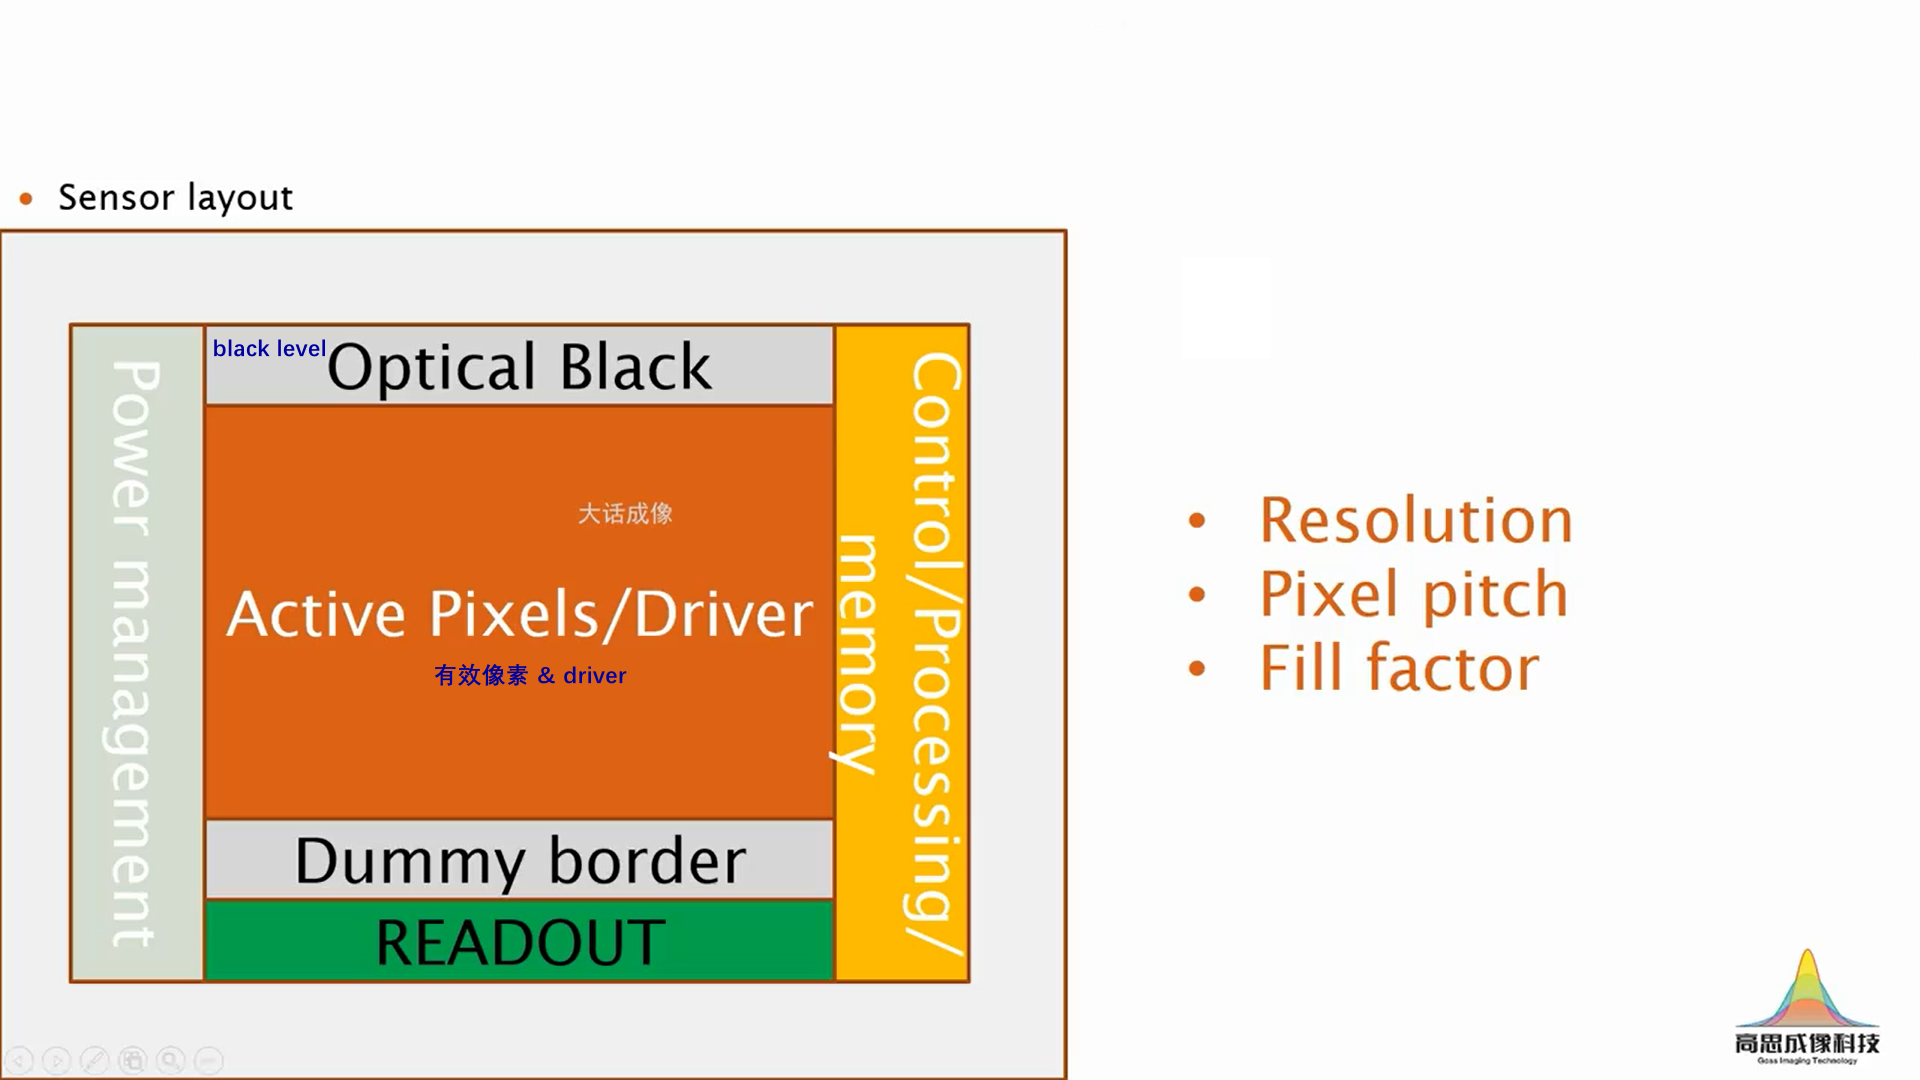 Sensor layout
Power management
black level
Optical Black
大话成像
Active Pixels/Driver
有效像素 & driver
Dummy border
READOUT
Control/Processing/
memory
Resolution
Pixel pitch
Fill factor
高思成像科技
Goss Imaging Technology